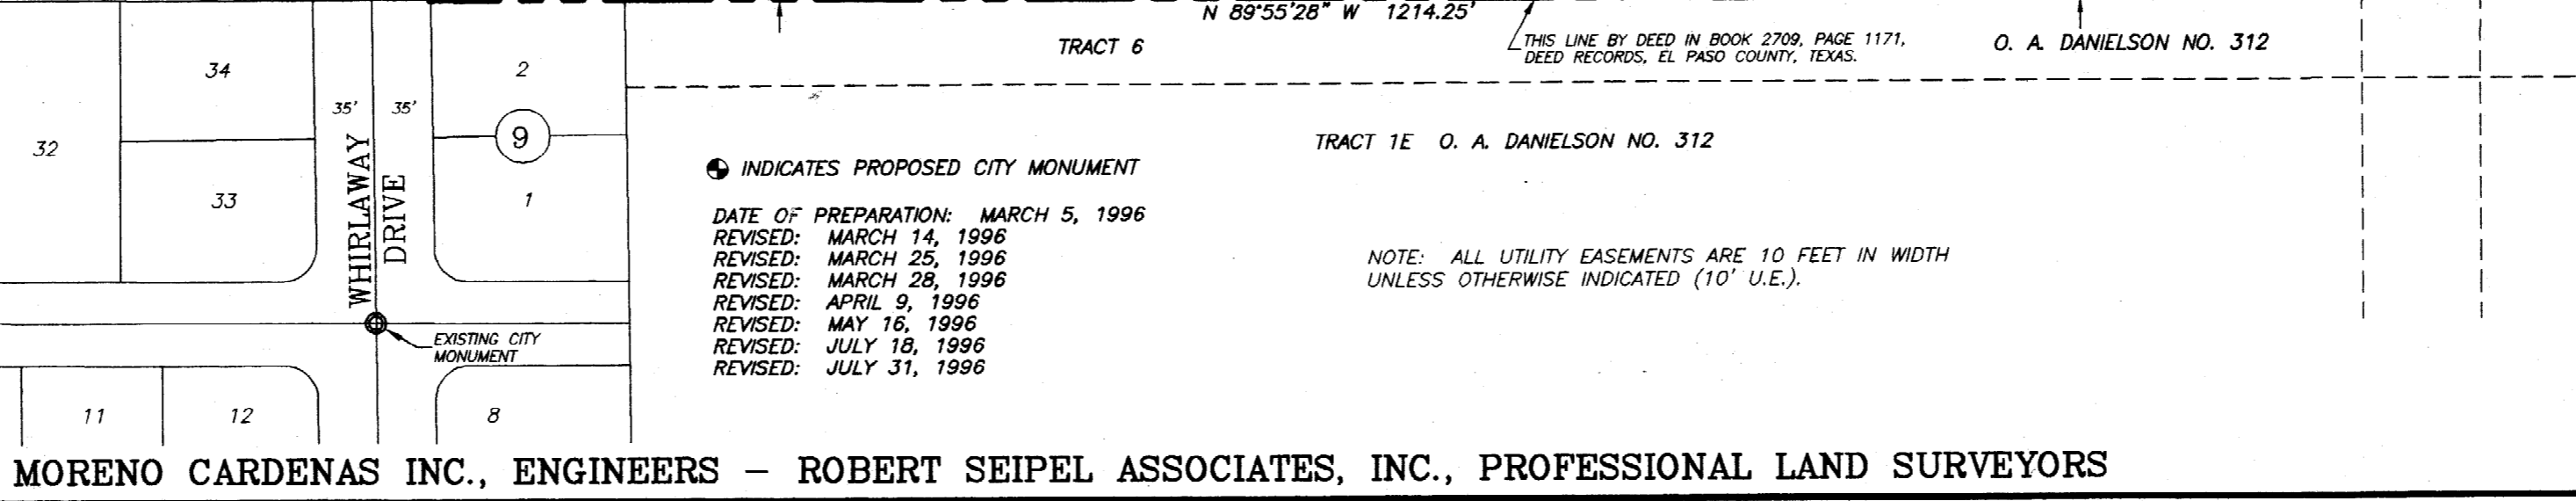 N 89°55'28" W 1214.25'
TRACT 6
THIS LINE BY DEED IN BOOK 2709, PAGE 1171,
DEED RECORDS, EL PASO COUNTY, TEXAS.
O. A. DANIELSON NO. 312
34
2
35'
35'
32
9
TRACT 1E O. A. DANIELSON NO. 312
33
1
WHIRLAWAY
DRIVE
INDICATES PROPOSED CITY MONUMENT
DATE OF PREPARATION: MARCH 5, 1996
REVISED: MARCH 14, 1996
REVISED: MARCH 25, 1996
REVISED: MARCH 28, 1996
REVISED: APRIL 9, 1996
REVISED: MAY 16, 1996
REVISED: JULY 18, 1996
REVISED: JULY 31, 1996
NOTE: ALL UTILITY EASEMENTS ARE 10 FEET IN WIDTH
UNLESS OTHERWISE INDICATED (10' U.E.).
EXISTING CITY
MONUMENT
11
12
8
MORENO CARDENAS INC., ENGINEERS – ROBERT SEIPEL ASSOCIATES, INC., PROFESSIONAL LAND SURVEYORS